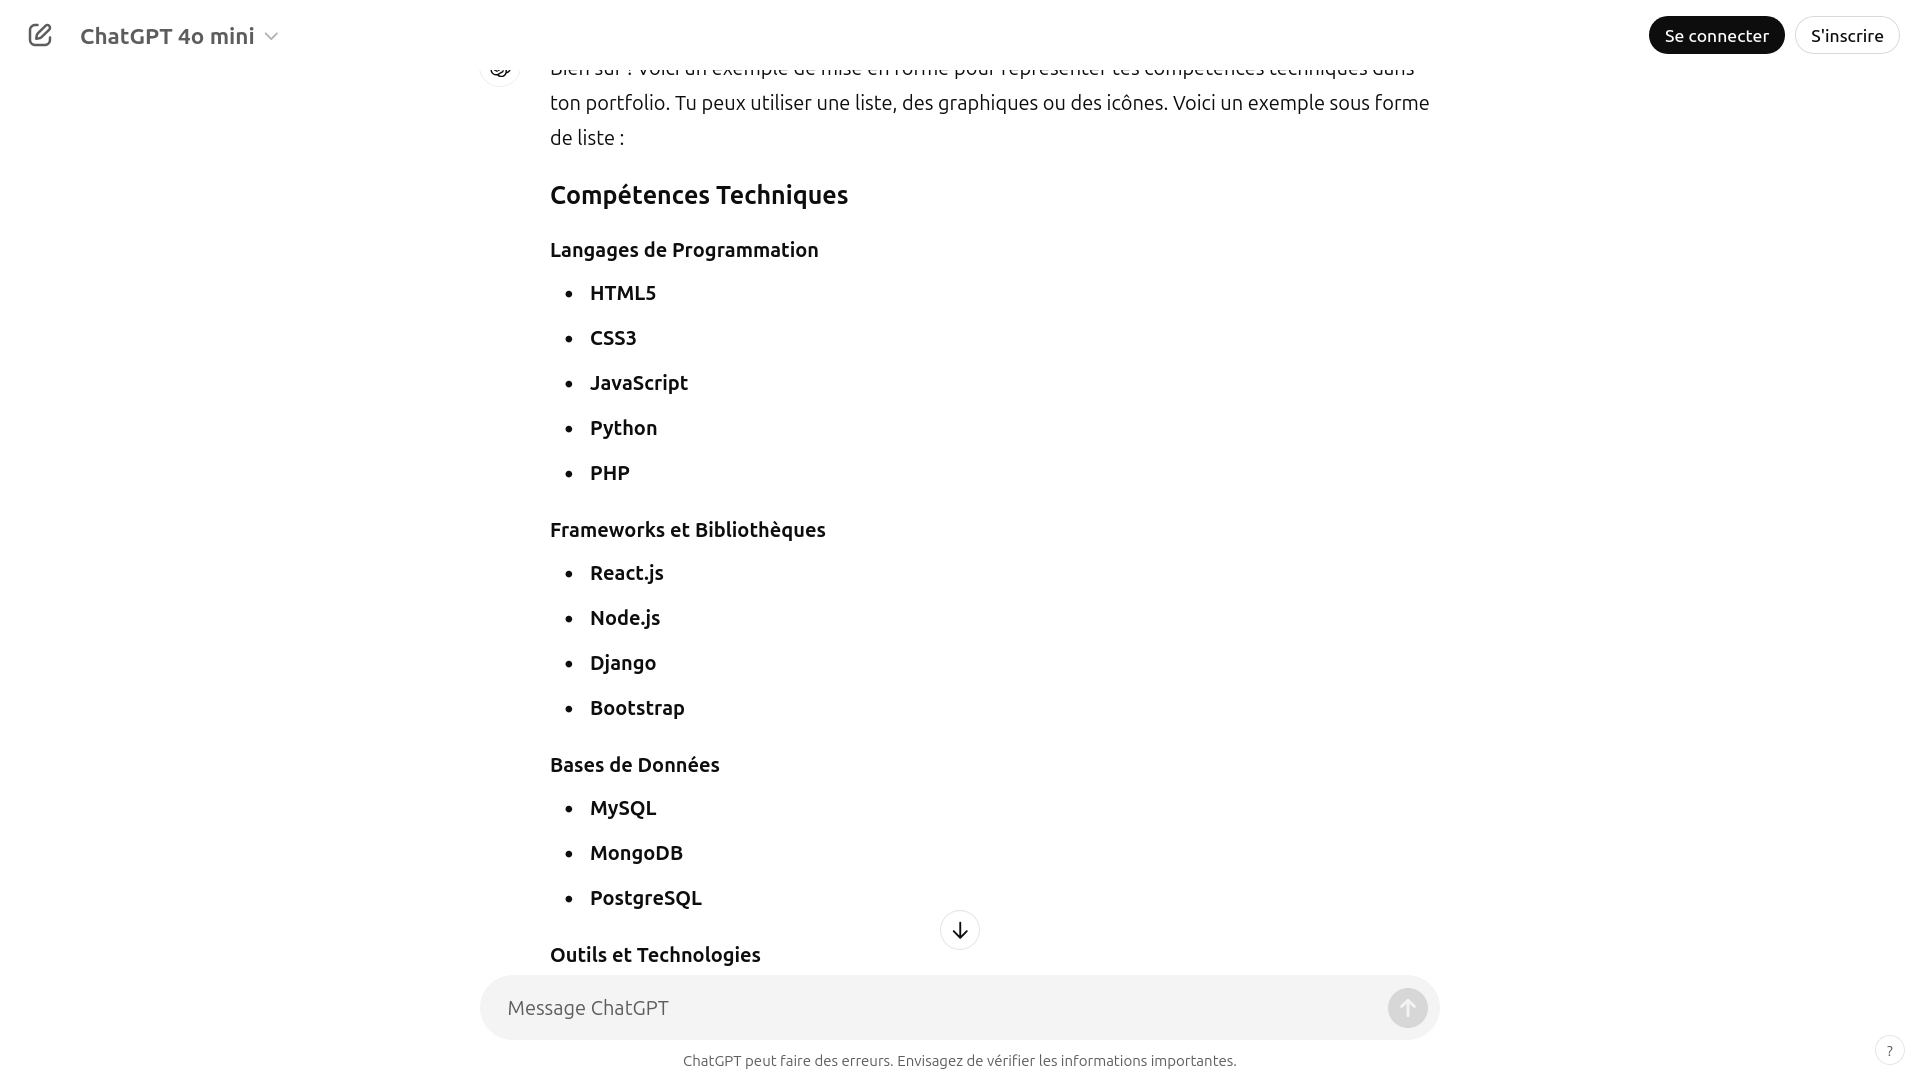 ChatGPT 4o mini
Se connecter
S'inscrire
Bien sûr ! Voici un exemple de mise en forme pour représenter tes compétences techniques dans
ton portfolio. Tu peux utiliser une liste, des graphiques ou des icônes. Voici un exemple sous forme
de liste :
Compétences Techniques
Langages de Programmation
• HTML5
• CSS3
• JavaScript
• Python
• PHP
Frameworks et Bibliothèques
• React.js
• Node.js
• Django
• Bootstrap
Bases de Données
• MySQL
• MongoDB
• PostgreSQL
Outils et Technologies
Message ChatGPT
ChatGPT peut faire des erreurs. Envisagez de vérifier les informations importantes.
?